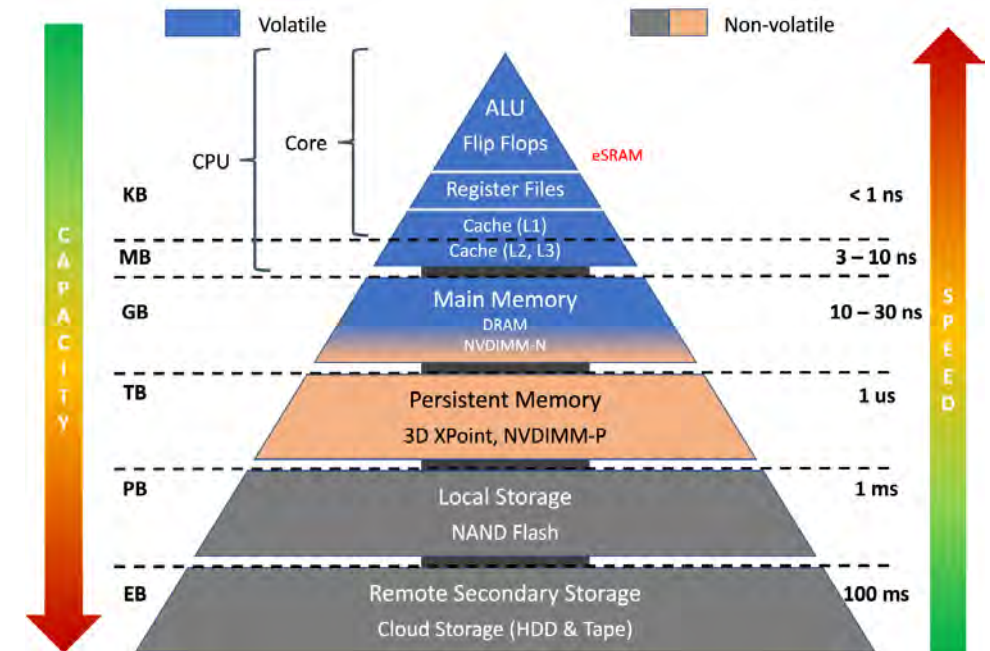 Volatile
Non-volatile
ALU
Flip Flops
eSRAM
Core
CPU
Register Files
KB
< 1 ns
Cache (L1)
Cache (L2, L3)
MB
3 – 10 ns
Main Memory
DRAM
NVDIMM-N
GB
10 – 30 ns
TB
1 us
Persistent Memory
3D XPoint, NVDIMM-P
PB
1 ms
Local Storage
NAND Flash
EB
100 ms
Remote Secondary Storage
Cloud Storage (HDD & Tape)
CAPACITY
SPEED